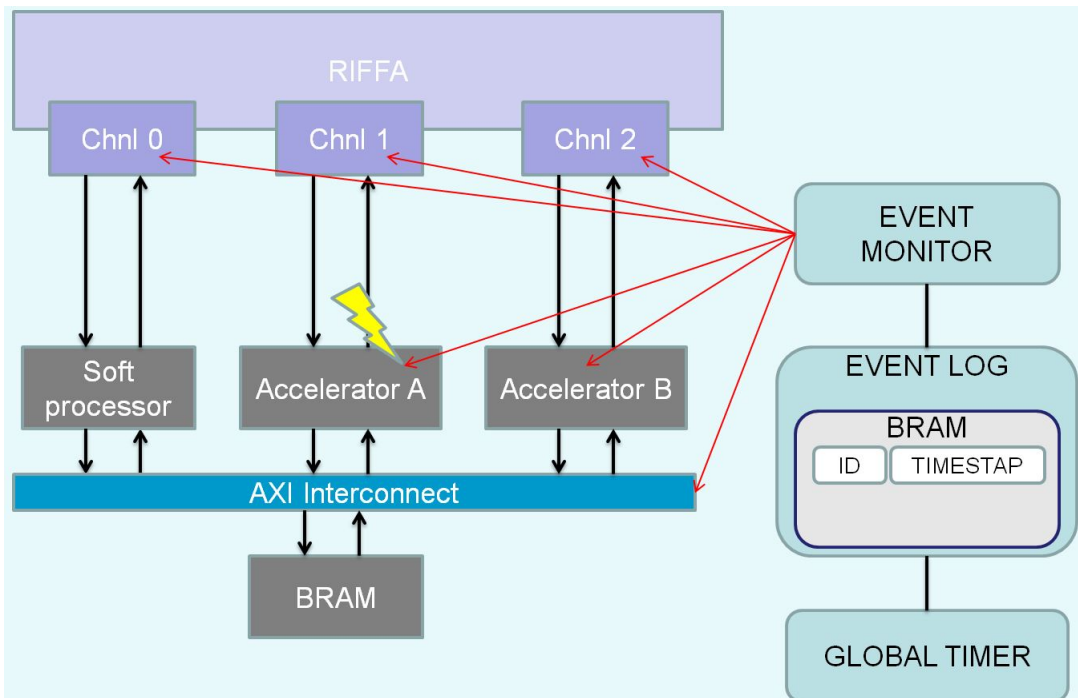 RIFFA
Chnl 0
Chnl 1
Chnl 2
EVENT
MONITOR
Soft
processor
Accelerator A
Accelerator B
EVENT LOG
BRAM
ID
TIMESTAP
AXI Interconnect
BRAM
GLOBAL TIMER